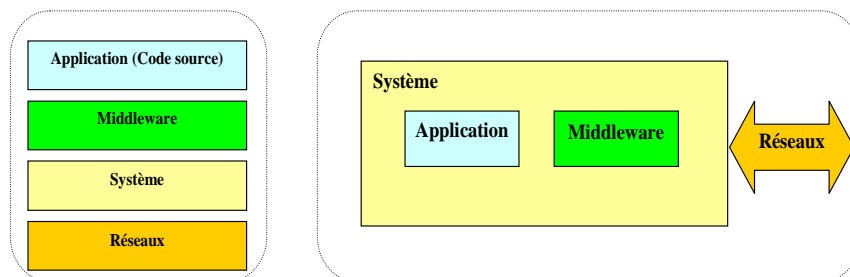 Application (Code source)
Middleware
Système
Réseaux
Système
Application
Middleware
Réseaux